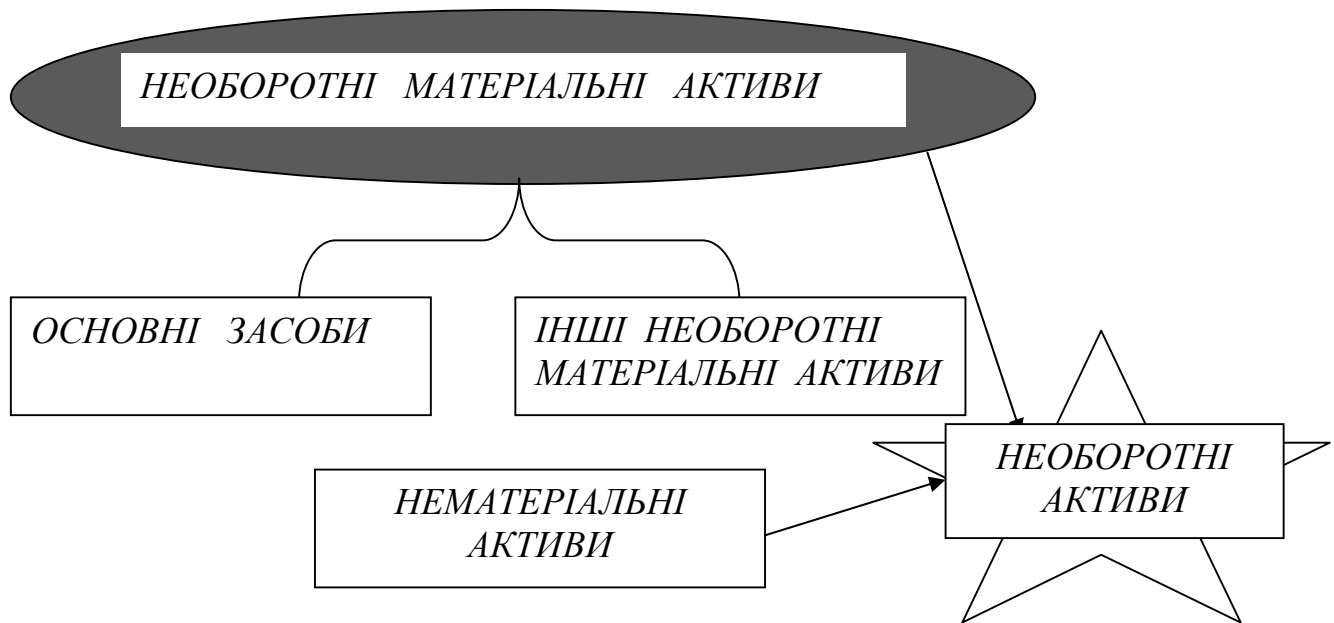 НЕОБОРОТНІ МАТЕРІАЛЬНІ АКТИВИ
ОСНОВНІ ЗАСОБИ
ІНШІ НЕОБОРОТНІ
МАТЕРІАЛЬНІ АКТИВИ
НЕМАТЕРІАЛЬНІ
АКТИВИ
НЕОБОРОТНІ
АКТИВИ